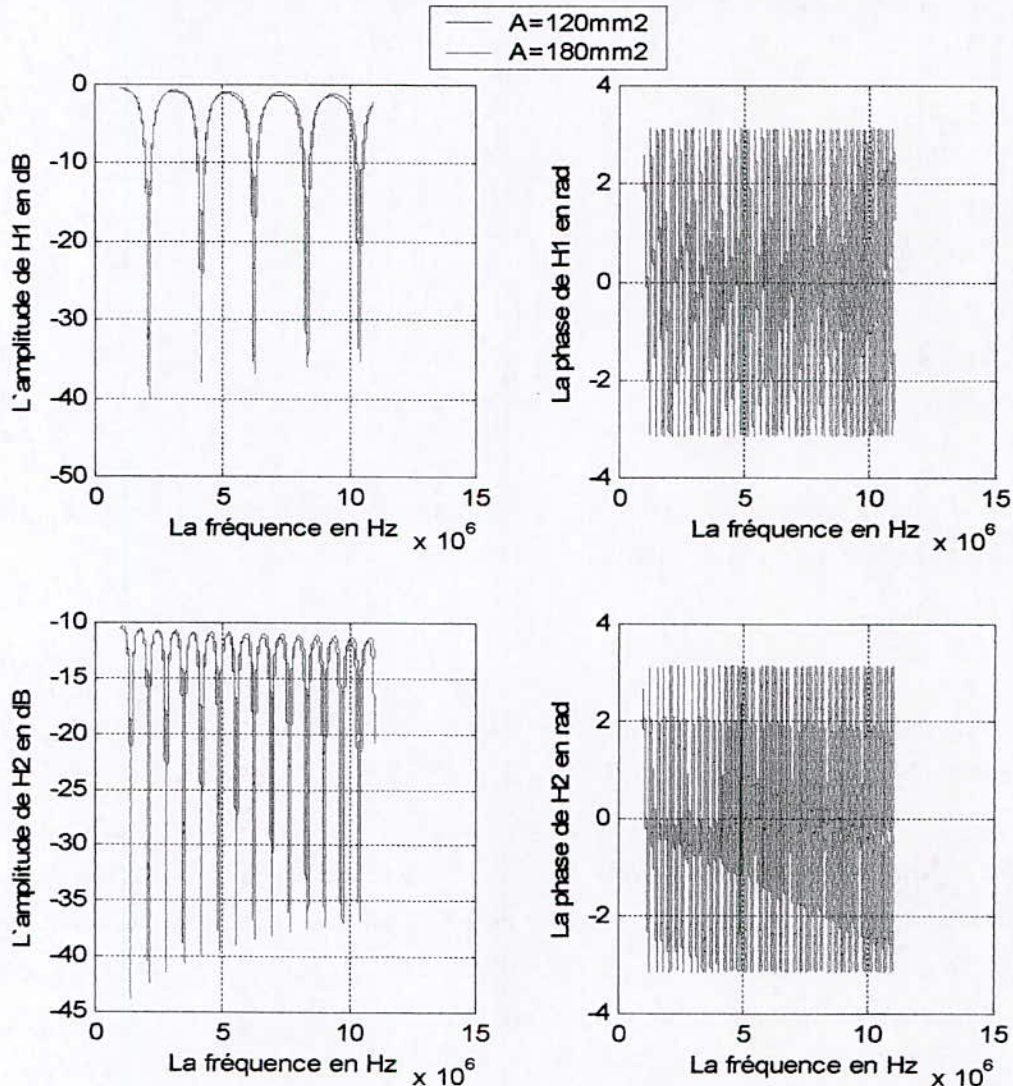 A=120mm2
A=180mm2
L'amplitude de H1 en dB
0
-10
-20
-30
-40
-50
0 5 10 15
La fréquence en Hz x 10^6
La phase de H1 en rad
4
2
0
-2
-4
0 5 10 15
La fréquence en Hz x 10^6
L'amplitude de H2 en dB
-10
-15
-20
-25
-30
-35
-40
-45
0 5 10 15
La fréquence en Hz x 10^6
La phase de H2 en rad
4
2
0
-2
-4
0 5 10 15
La fréquence en Hz x 10^6